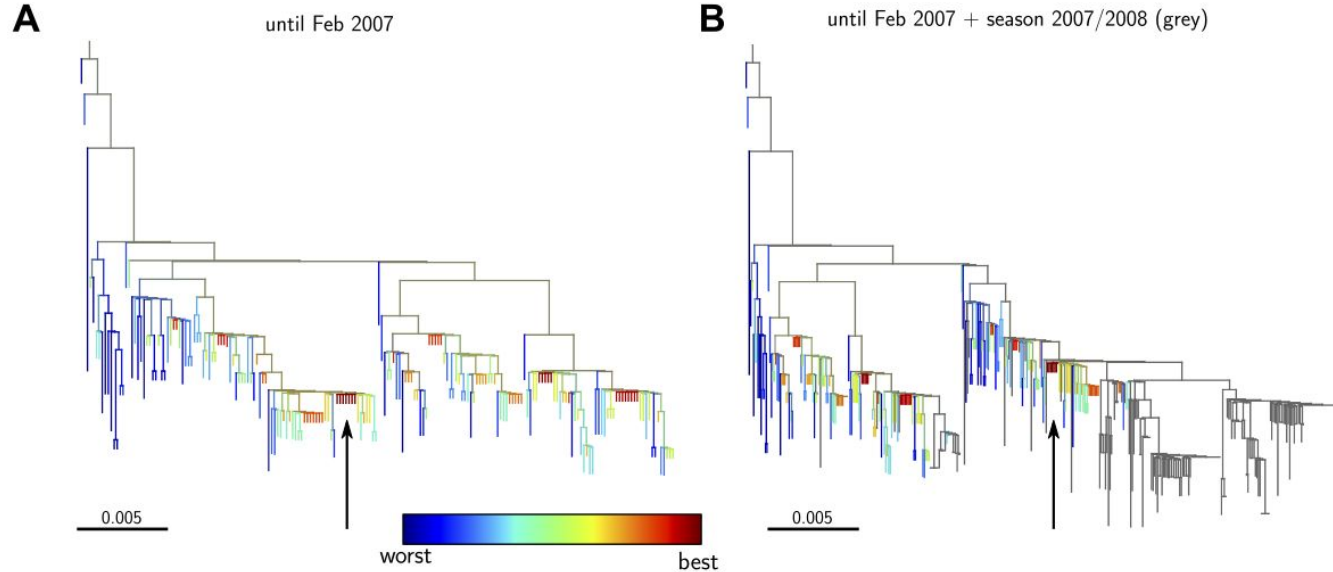 A
until Feb 2007
B
until Feb 2007 + season 2007/2008 (grey)
0.005
worst
best
0.005